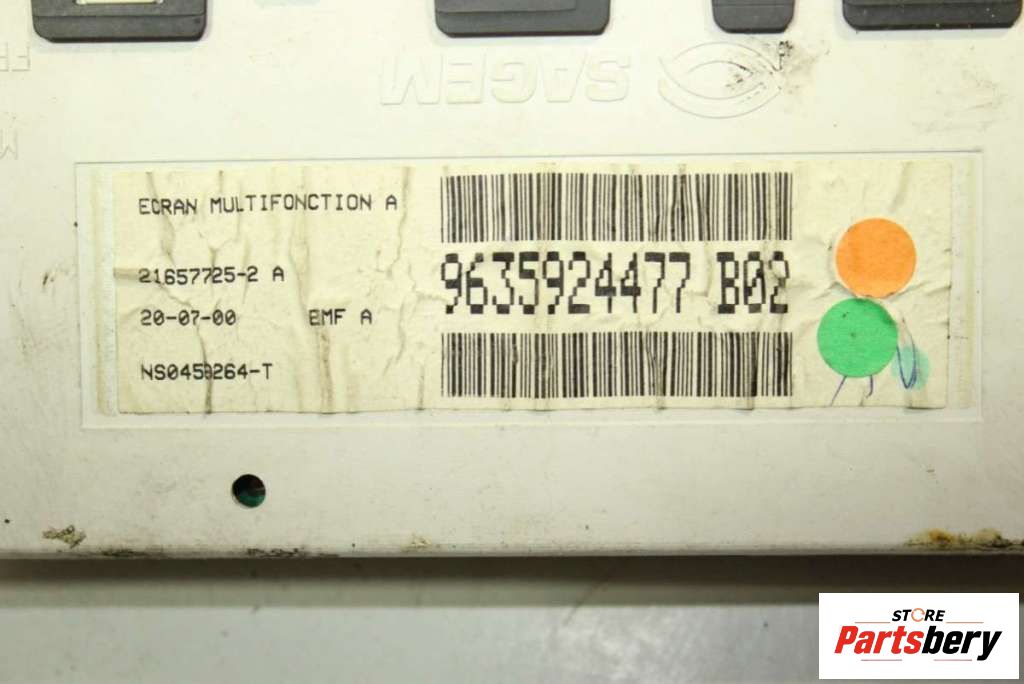 SAGEM
ECRAN MULTIFONCTION A
21657725-2 A
20-07-00 EMF A
9635924477 B02
STORE
Partsbery